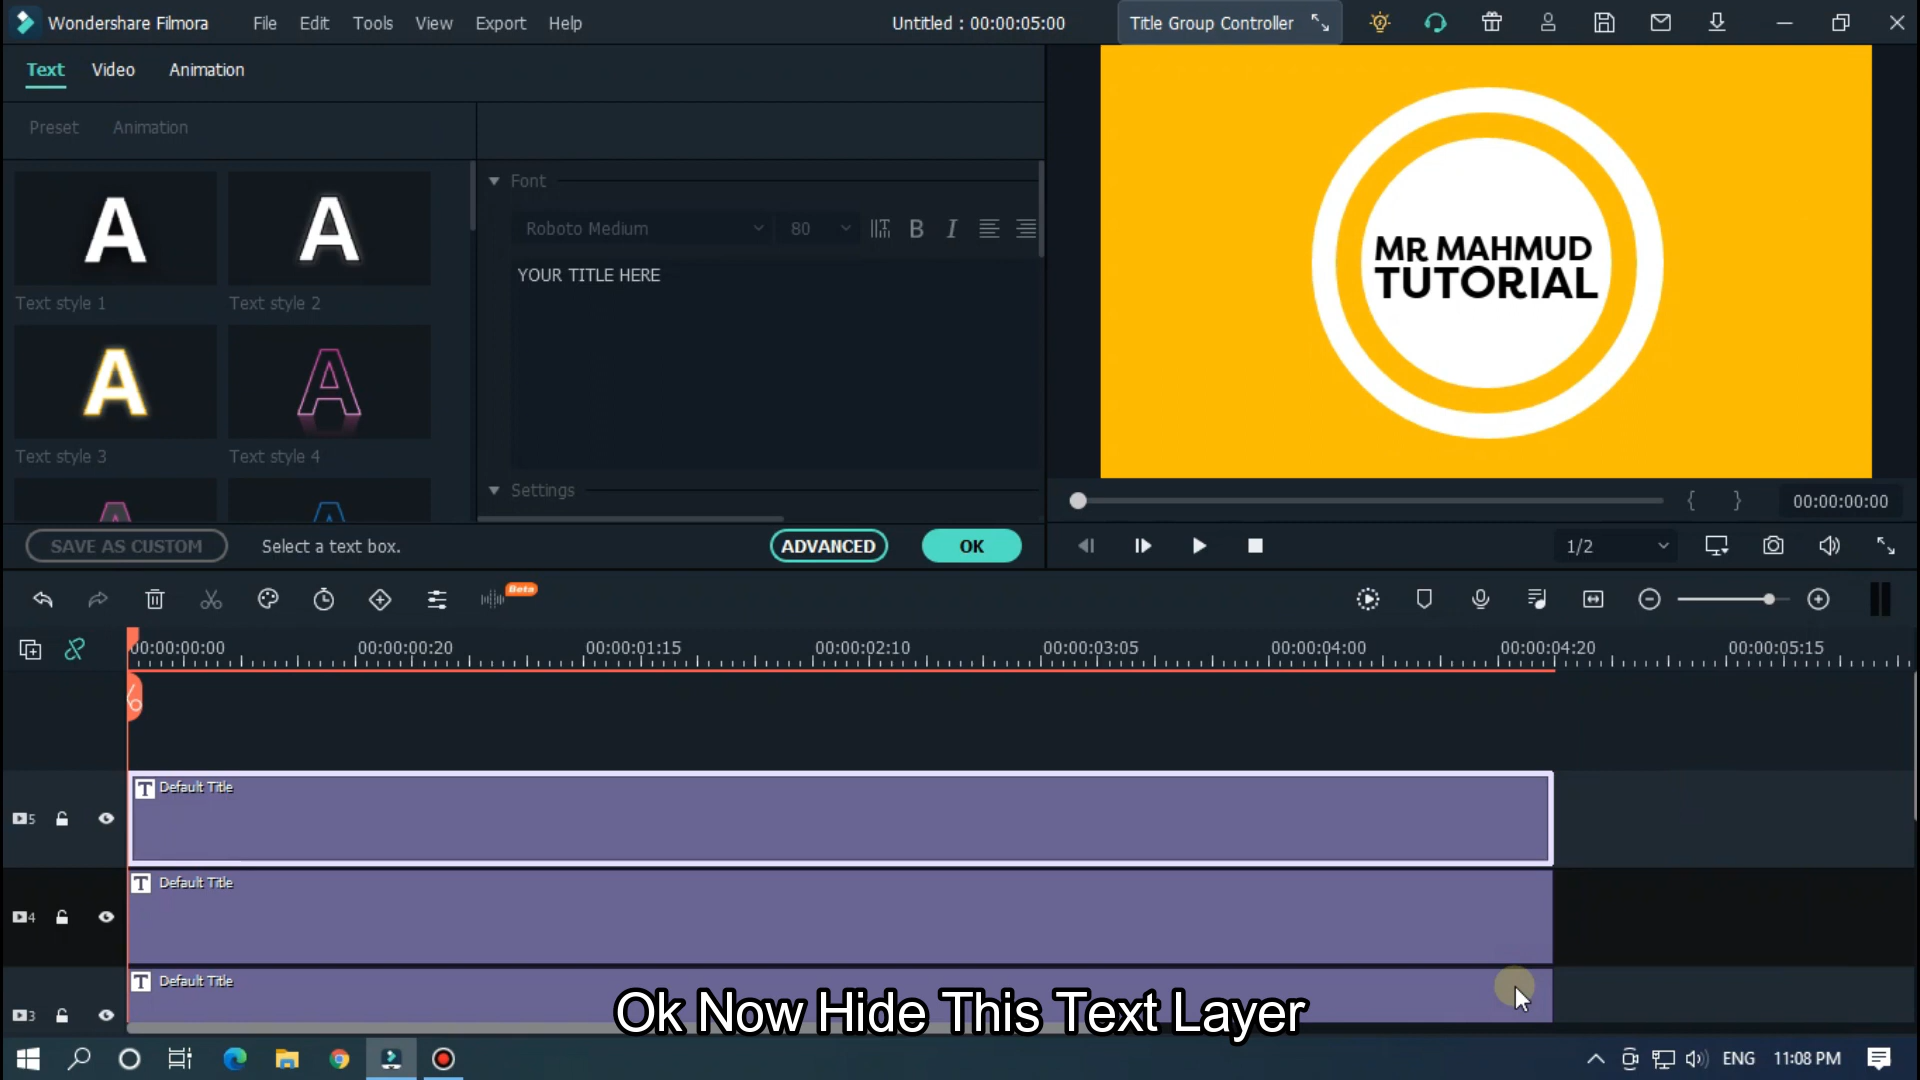 Wondershare Filmora File Edit Tools View Export Help Untitled : 00:00:05:00 Title Group Controller
Text Video Animation
Preset Animation
Font
Roboto Medium 80 B I
YOUR TITLE HERE
A A
Text style 1 Text style 2
A A
Text style 3 Text style 4
A A
Settings
MR MAHMUD
TUTORIAL
{ } 00:00:00:00
SAVE AS CUSTOM Select a text box. ADVANCED OK 1/2
Beta
00:00:00:00 00:00:00:20 00:00:01:15 00:00:02:10 00:00:03:05 00:00:04:00 00:00:04:20 00:00:05:15
T Default Title
5
T Default Title
4
T Default Title
3
Ok Now Hide This Text Layer
ENG 11:08 PM